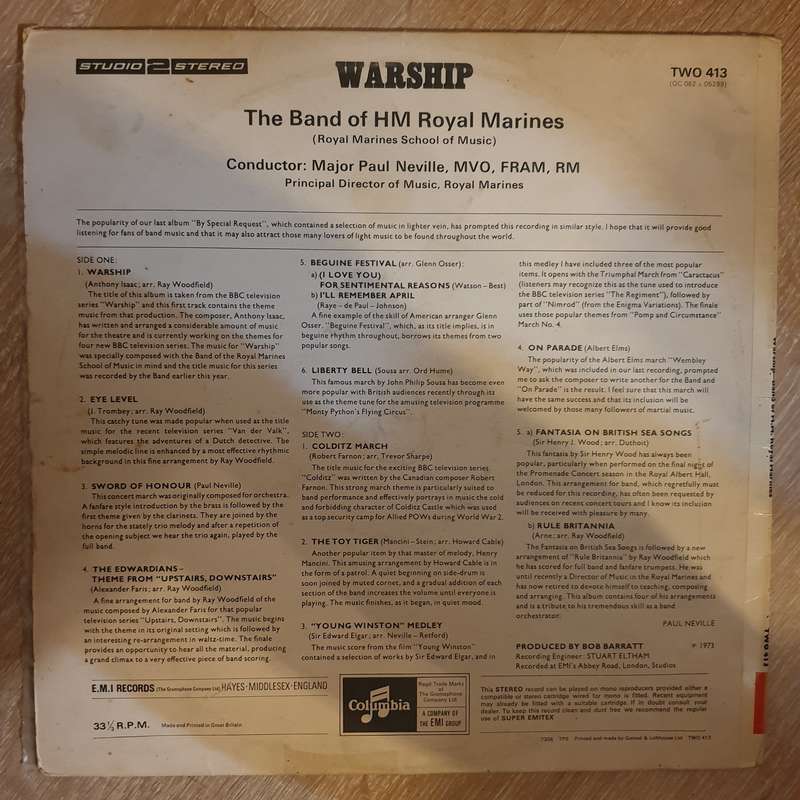 STUDIO 2 STEREO
WARSHIP
TWO 413
The Band of HM Royal Marines
(Royal Marines School of Music)
Conductor: Major Paul Neville, MVO, FRAM, RM
Principal Director of Music, Royal Marines
The popularity of our last album "By Special Request", which contained a selection of music in lighter vein, has prompted this recording in similar style. I hope that it will provide good
listening for fans of band music and that it may also attract those many lovers of light music to be found throughout the world.
SIDE ONE:
1. WARSHIP
(Anthony Isaac; arr. Ray Woodfield)
The title of this album is taken from the BBC television
series "Warship" and this first track contains the theme
music from that production. The composer, Anthony Isaac,
has written and arranged a considerable amount of music
for the theatre and is currently working on the themes for
four new BBC television series. The music for "Warship"
was specially composed with the Band of the Royal Marines
School of Music in mind and the title music for this series
was recorded by the Band earlier this year.
2. EYE LEVEL
(J. Trombey; arr. Ray Woodfield)
This catchy tune was made popular when used as the title
music for the recent television series "Van der Valk",
which features the adventures of a Dutch detective. The
simple melodic line is enhanced by a most effective rhythmic
background in this fine arrangement by Ray Woodfield.
3. SWORD OF HONOUR (Paul Neville)
This concert march was originally composed for orchestra.
A fanfare style introduction by the brass is followed by the
first theme given by the clarinets. They are joined by the
horns for the stately trio melody and after a repetition of
the opening subject we hear the trio again, played by the
full band.
4. THE EDWARDIANS –
THEME FROM "UPSTAIRS, DOWNSTAIRS"
(Alexander Faris; arr. Ray Woodfield)
A fine arrangement for band by Ray Woodfield of the
music composed by Alexander Faris for that popular
television series "Upstairs, Downstairs". The music begins
with the theme in its original setting which is followed by
an interesting re-arrangement in waltz-time. The finale
provides an opportunity to hear all the material, producing
a grand climax to a very effective piece of band scoring.
5. BEGUINE FESTIVAL (arr. Glenn Osser):
a) (I LOVE YOU)
FOR SENTIMENTAL REASONS (Watson – Best)
b) I'LL REMEMBER APRIL
(Raye – de Paul – Johnson)
A fine example of the skill of American arranger Glenn
Osser. "Beguine Festival", which, as its title implies, is in
beguine rhythm throughout, borrows its themes from two
popular songs.
6. LIBERTY BELL (Sousa arr. Ord Hume)
This famous march by John Philip Sousa has become even
more popular with British audiences recently through its
use as the theme tune for the amusing television programme
"Monty Python's Flying Circus".
SIDE TWO:
1. COLDITZ MARCH
(Robert Farnon; arr. Trevor Sharpe)
The title music for the exciting BBC television series
"Colditz" was written by the Canadian composer Robert
Farnon. This strong march theme is particularly suited to
band performance and effectively portrays in music the cold
and forbidding character of Colditz Castle which was used
as a top security camp for Allied POWs during World War 2.
2. THE TOY TIGER (Mancini – Stein; arr. Howard Cable)
Another popular item by that master of melody, Henry
Mancini. This amusing arrangement by Howard Cable is in
the form of a patrol. A quiet beginning on side-drum is
soon joined by muted cornet, and a gradual addition of each
section of the band increases the volume until everyone is
playing. The music finishes, as it began, in quiet mood.
3. "YOUNG WINSTON" MEDLEY
(Sir Edward Elgar; arr. Neville – Retford)
The music score from the film "Young Winston"
contained a selection of works by Sir Edward Elgar, and in
this medley I have included three of the most popular
items. It opens with the Triumphal March from "Caractacus"
(listeners may recognise this as the tune used to introduce
the BBC television series "The Regiment"), followed by
part of "Nimrod" (from the Enigma Variations). The finale
uses those popular themes from "Pomp and Circumstance"
March No. 4.
4. ON PARADE (Albert Elms)
The popularity of the Albert Elms march "Wembley
Way", which was included in our last recording, prompted
me to ask the composer to write another for the Band and
"On Parade" is the result. I feel sure that this march will
have the same success and that its inclusion will be
welcomed by those many followers of martial music.
5. a) FANTASIA ON BRITISH SEA SONGS
(Sir Henry J. Wood; arr. Duthoit)
This fantasia by Sir Henry Wood has always been
popular, particularly when performed on the final night of
the Promenade Concert season in the Royal Albert Hall,
London. This arrangement for band, which regretfully must
be reduced for this recording, has often been requested by
audiences on recent concert tours and I know its inclusion
will be received with pleasure by many.
b) RULE BRITANNIA
(Arne; arr. Ray Woodfield)
The Fantasia on British Sea Songs is followed by a new
arrangement of "Rule Britannia" by Ray Woodfield which
he has scored for full band and fanfare trumpets. He was
until recently a Director of Music in the Royal Marines and
has now retired to devote himself to teaching, composing
and arranging. This album contains four of his arrangements
and is a tribute to his tremendous skill as a band
orchestrator.
PAUL NEVILLE
PRODUCED BY BOB BARRATT
℗ 1973
Recording Engineer: STUART ELTHAM
Recorded at EMI's Abbey Road, London, Studios
E.M.I RECORDS (The Gramophone Company Ltd) HAYES · MIDDLESEX · ENGLAND
33⅓ R.P.M.
Made and Printed in Great Britain
Columbia
Regd Trade Marks
of The Gramophone
Company Ltd
A COMPANY OF
THE EMI GROUP
This STEREO record can be played on mono reproducers provided either a
compatible or stereo cartridge wired for mono is fitted. Recent equipment
may already be fitted with a suitable cartridge. If in doubt consult your
dealer. To keep this record clean and dust free we recommend the regular
use of SUPER EMITEX
Printed and made by Garrod & Lofthouse Ltd TWO 413